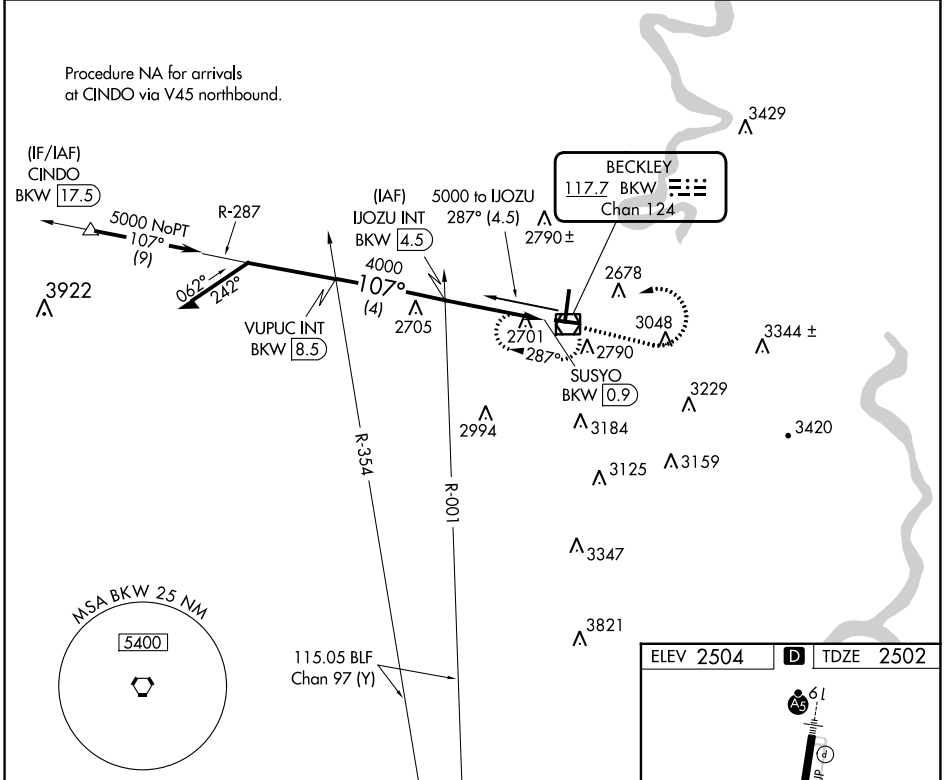 Procedure NA for arrivals
at CINDO via V45 northbound.
3429
(IF/IAF)
CINDO
BKW 17.5
R-287
5000 NoPT
107°
(9)
(IAF)
IJOZU INT
BKW 4.5
5000 to IJOZU
287° (4.5)
BECKLEY
117.7 BKW
Chan 124
2790 ±
3922
062°
242°
4000
107°
(4)
2705
2678
VUPUC INT
BKW 8.5
2701
287°
2790
3048
3344 ±
SUSYO
BKW 0.9
3229
2994
3184
3420
R-354
R-001
3125
3159
3347
3821
MSA BKW 25 NM
5400
115.05 BLF
Chan 97 (Y)
ELEV 2504
D
TDZE 2502
19
A5
P
UP